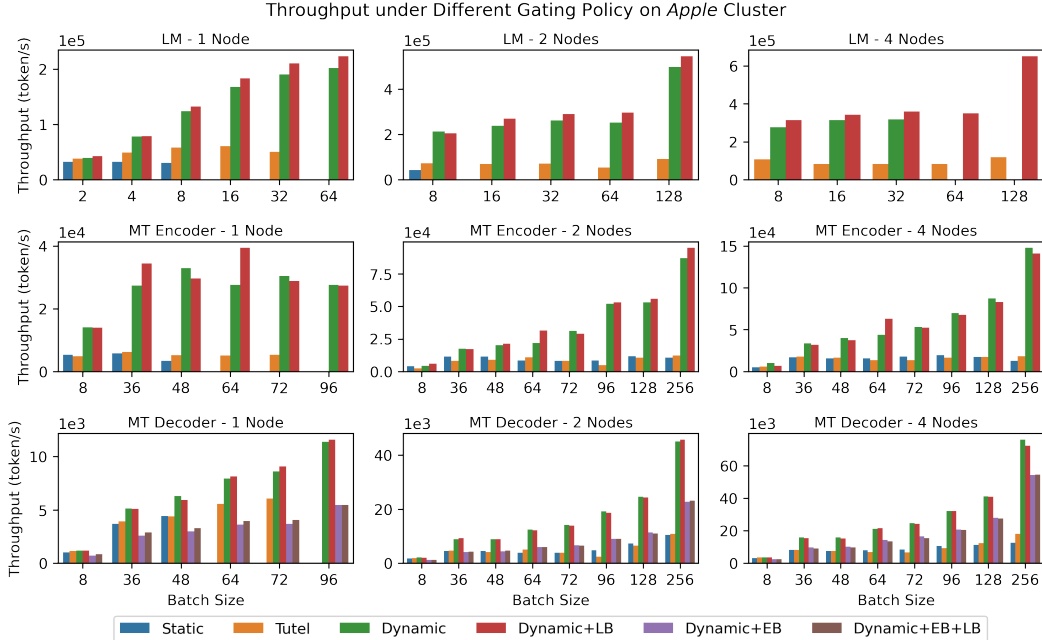 Throughput under Different Gating Policy on Apple Cluster
LM - 1 Node
LM - 2 Nodes
LM - 4 Nodes
1e5
1e5
1e5
Throughput (token/s)
2
1
0
4
2
0
6
4
2
0
2 4 8 16 32 64
8 16 32 64 128
8 16 32 64 128
MT Encoder - 1 Node
MT Encoder - 2 Nodes
MT Encoder - 4 Nodes
1e4
1e4
1e4
Throughput (token/s)
4
2
0
7.5
5.0
2.5
0.0
15
10
5
0
8 36 48 64 72 96
8 36 48 64 72 96 128 256
8 36 48 64 72 96 128 256
MT Decoder - 1 Node
MT Decoder - 2 Nodes
MT Decoder - 4 Nodes
1e3
1e3
1e3
Throughput (token/s)
10
5
0
40
20
0
60
40
20
0
8 36 48 64 72 96
8 36 48 64 72 96 128 256
8 36 48 64 72 96 128 256
Batch Size
Batch Size
Batch Size
Static Tutel Dynamic Dynamic+LB Dynamic+EB Dynamic+EB+LB